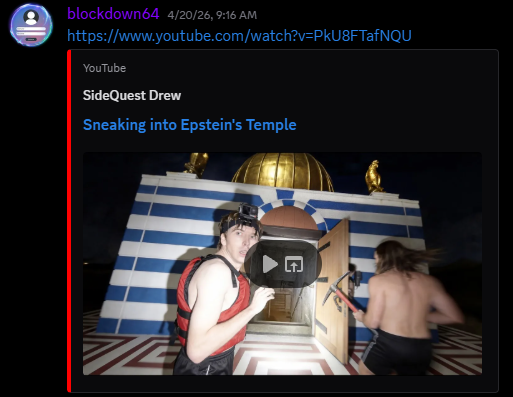 blockdown64 4/20/26, 9:16 AM
https://www.youtube.com/watch?v=PkU8FTafNQU
YouTube
SideQuest Drew
Sneaking into Epstein's Temple